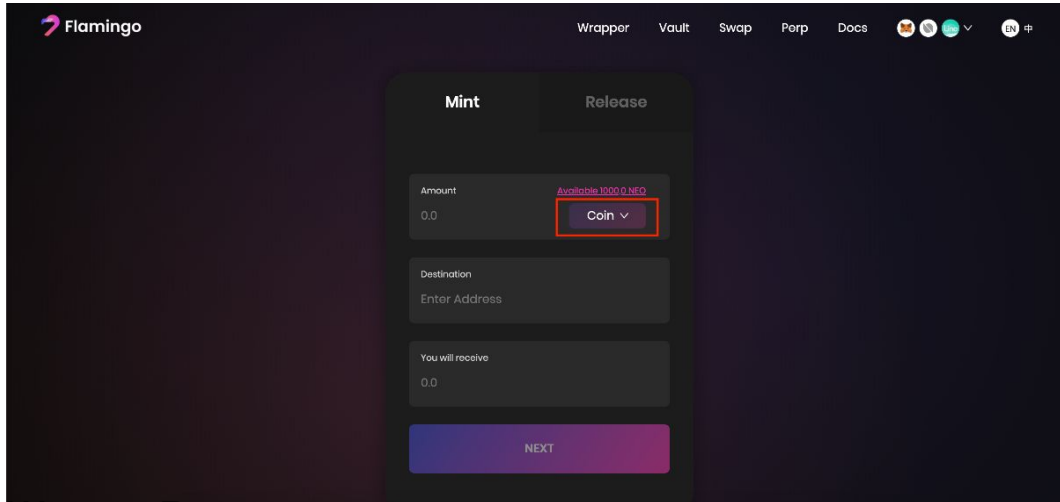 Flamingo
Wrapper Vault Swap Perp Docs EN 中
Mint Release
Amount Available 1000,0 NEO
0.0 Coin
Destination
Enter Address
You will receive
0.0
NEXT